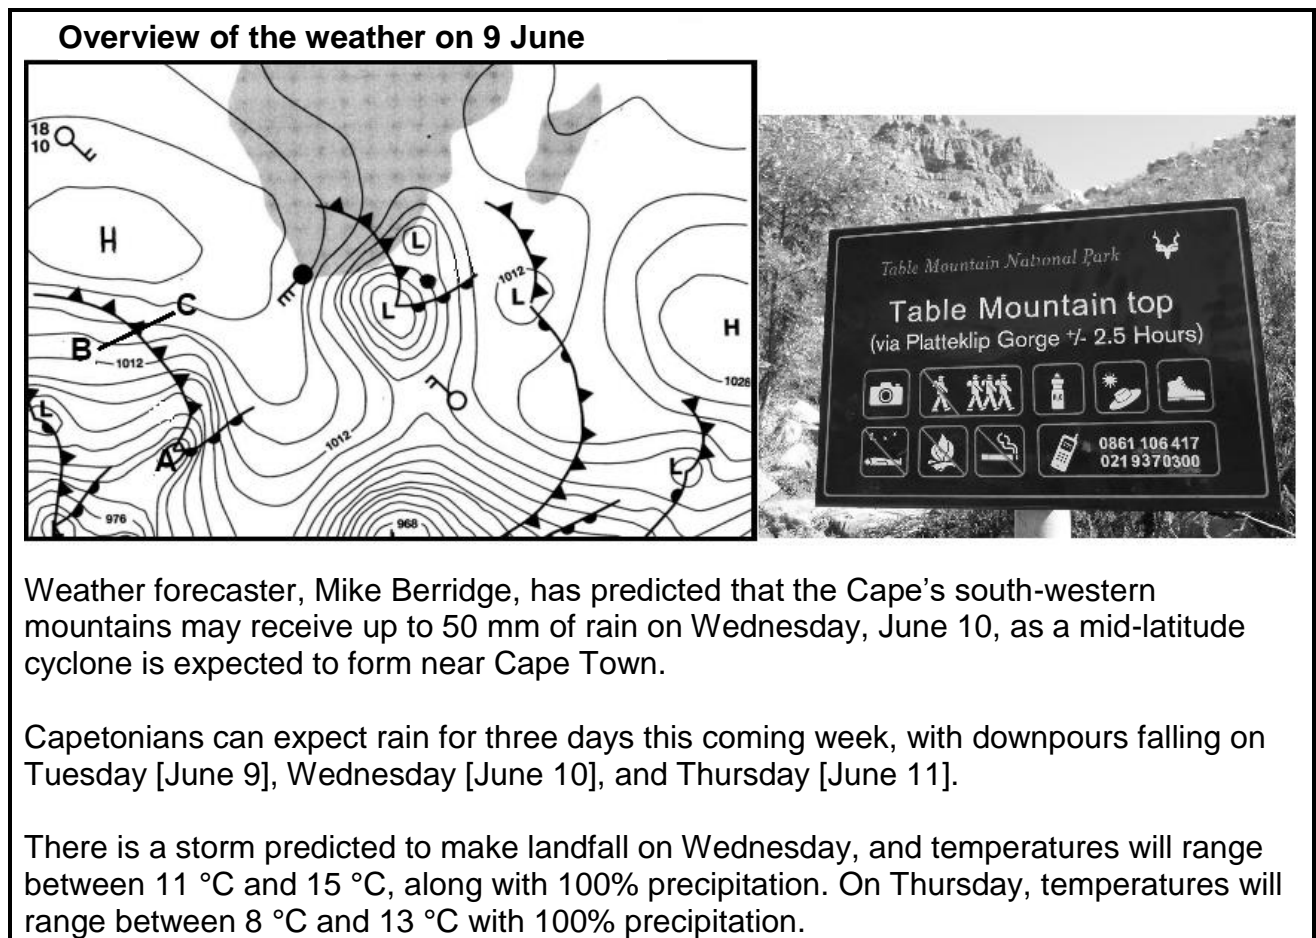 Overview of the weather on 9 June
18
10
H
C
B
1012
L
A
976
L
L
1012
968
L
1012
L
H
1028
L
Table Mountain National Park
Table Mountain top
(via Platteklip Gorge +/- 2.5 Hours)
0861 106 417
021 9370300
Weather forecaster, Mike Berridge, has predicted that the Cape’s south-western
mountains may receive up to 50 mm of rain on Wednesday, June 10, as a mid-latitude
cyclone is expected to form near Cape Town.
Capetonians can expect rain for three days this coming week, with downpours falling on
Tuesday [June 9], Wednesday [June 10], and Thursday [June 11].
There is a storm predicted to make landfall on Wednesday, and temperatures will range
between 11 °C and 15 °C, along with 100% precipitation. On Thursday, temperatures will
range between 8 °C and 13 °C with 100% precipitation.